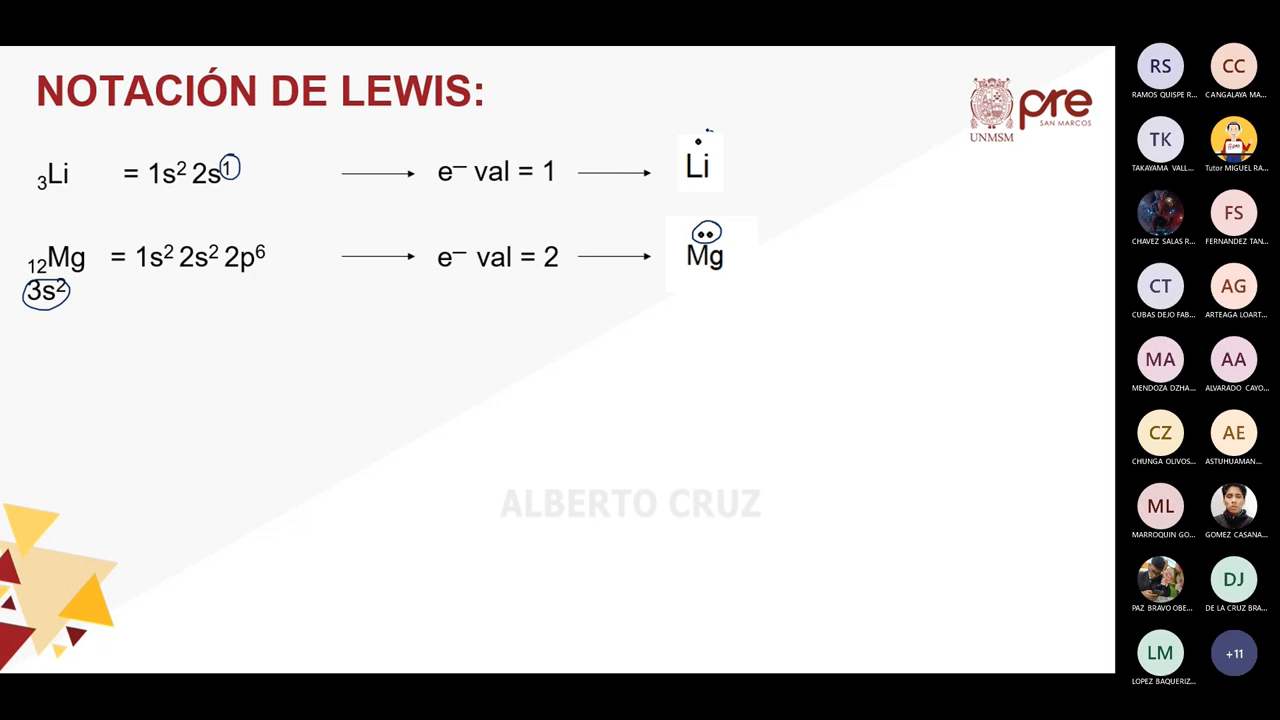 NOTACIÓN DE LEWIS:
UNMSM
pre
SAN MARCOS
₃Li = 1s² 2s¹ e⁻ val = 1 Li
₁₂Mg = 1s² 2s² 2p⁶ e⁻ val = 2 Mg
3s²
ALBERTO CRUZ
RS CC
RAMOS QUISPE R... CANGALAYA MA...
TK
TAKAYAMA VALL... Tutor MIGUEL RA...
FS
CHAVEZ SALAS R... FERNANDEZ TAN...
CT AG
CUBAS DEJO FAB... ARTEAGA LOART...
MA AA
MENDOZA DZHA... ALVARADO CAYO...
CZ AE
CHUNGA OLIVOS... ASTUHUAMAN...
ML
MARROQUIN GO... GOMEZ CASANA...
DJ
PAZ BRAVO OBE... DE LA CRUZ BRA...
LM +11
LOPEZ BAQUERIZ...